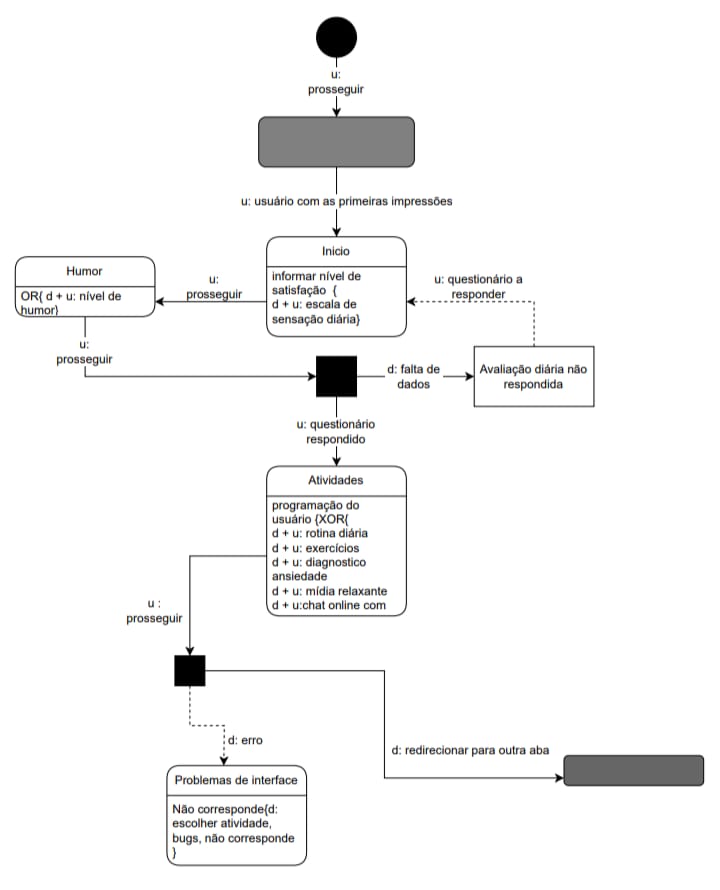 u:
prosseguir
u: usuário com as primeiras impressões
Inicio
informar nível de
satisfação {
d + u: escala de
sensação diária}
u: questionário a
responder
u:
prosseguir
Humor
OR{ d + u: nível de
humor}
u:
prosseguir
d: falta de
dados
Avaliação diária não
respondida
u: questionário
respondido
Atividades
programação do
usuário {XOR{
d + u: rotina diária
d + u: exercícios
d + u: diagnostico
ansiedade
d + u: mídia relaxante
d + u:chat online com
u :
prosseguir
d: erro
d: redirecionar para outra aba
Problemas de interface
Não corresponde{d:
escolher atividade,
bugs, não corresponde
}